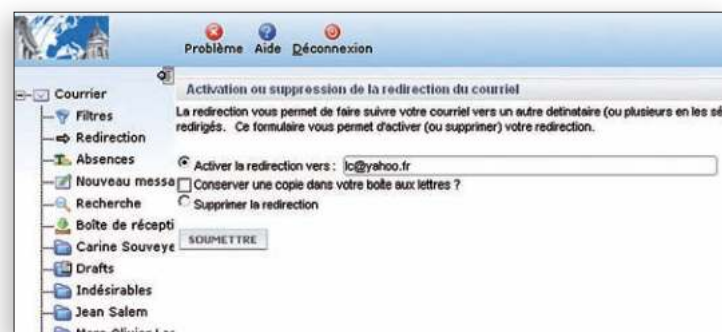 Problème Aide Déconnexion
Courrier
Filtres
Redirection
Absences
Nouveau messa
Recherche
Boîte de récepti
Carine Souveye
Drafts
Indésirables
Jean Salem
Activation ou suppression de la redirection du courriel
La redirection vous permet de faire suivre votre courriel vers un autre detinataire (ou plusieurs en les sé
redirigés. Ce formulaire vous permet d'activer (ou supprimer) votre redirection.
Activer la redirection vers : lc@yahoo.fr
Conserver une copie dans votre boîte aux lettres ?
Supprimer la redirection
SOUMETTRE